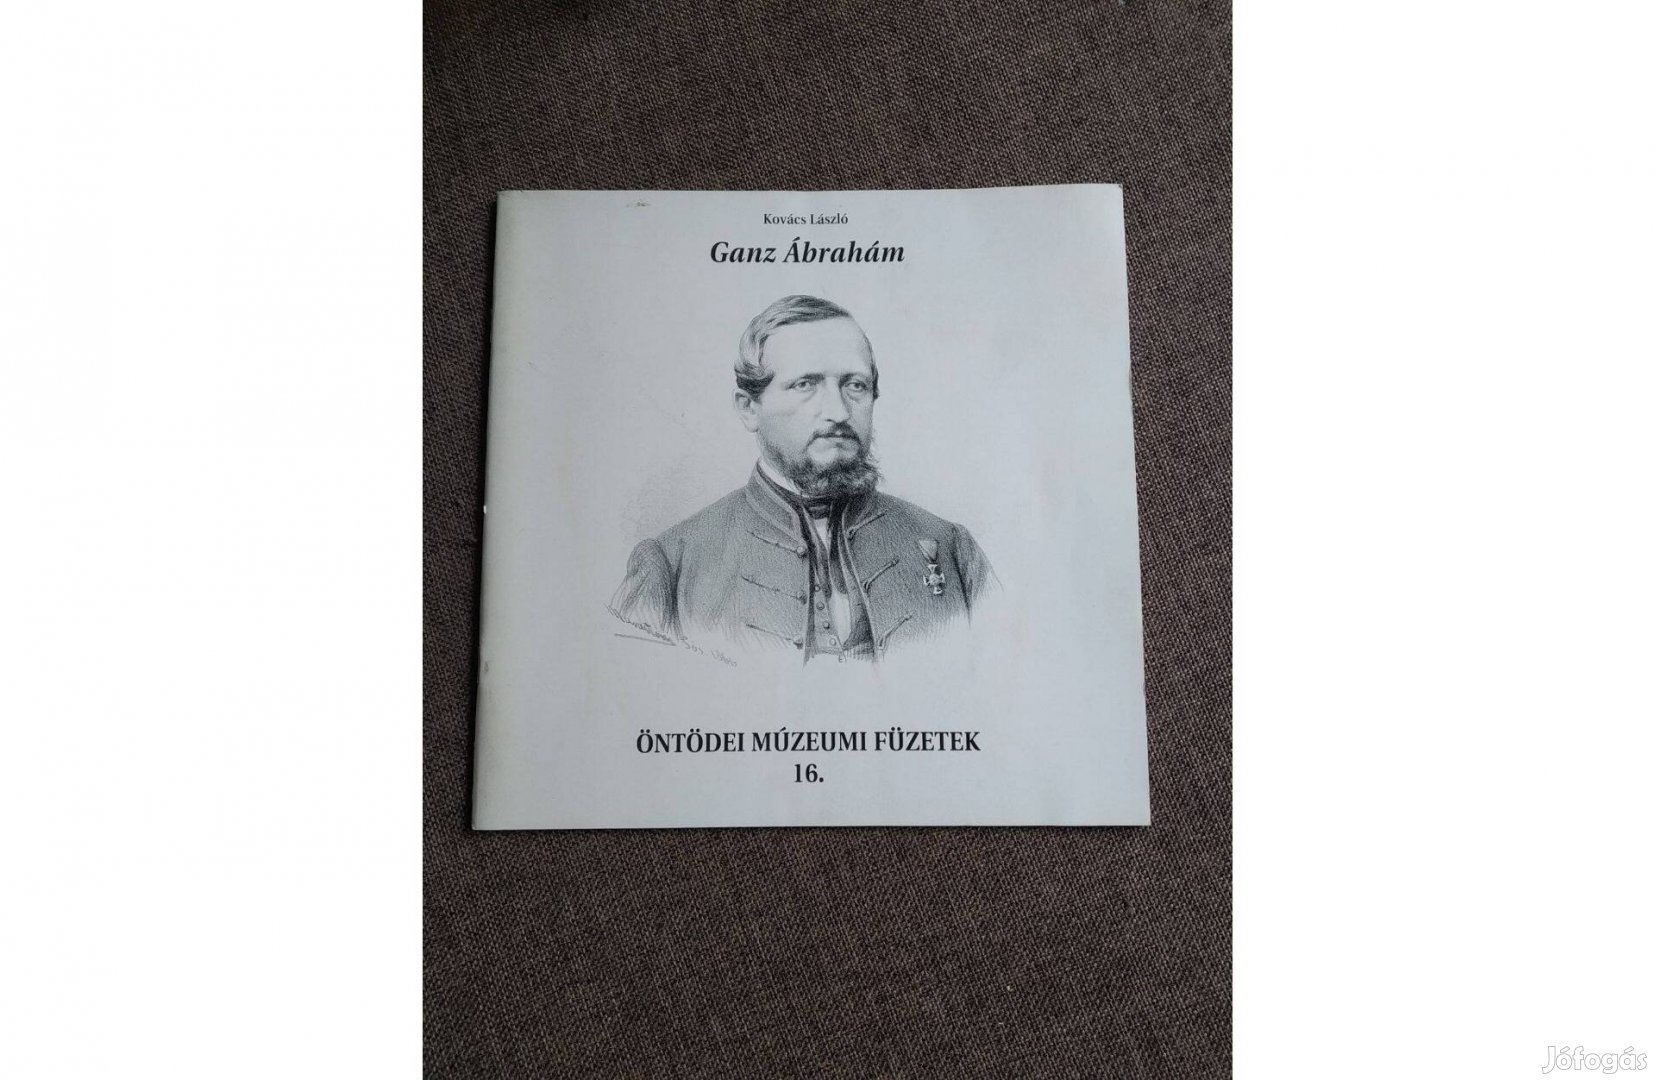 Kovács László
Ganz Ábrahám
ÖNTÖDEI MÚZEUMI FÜZETEK
16.
Jófogás